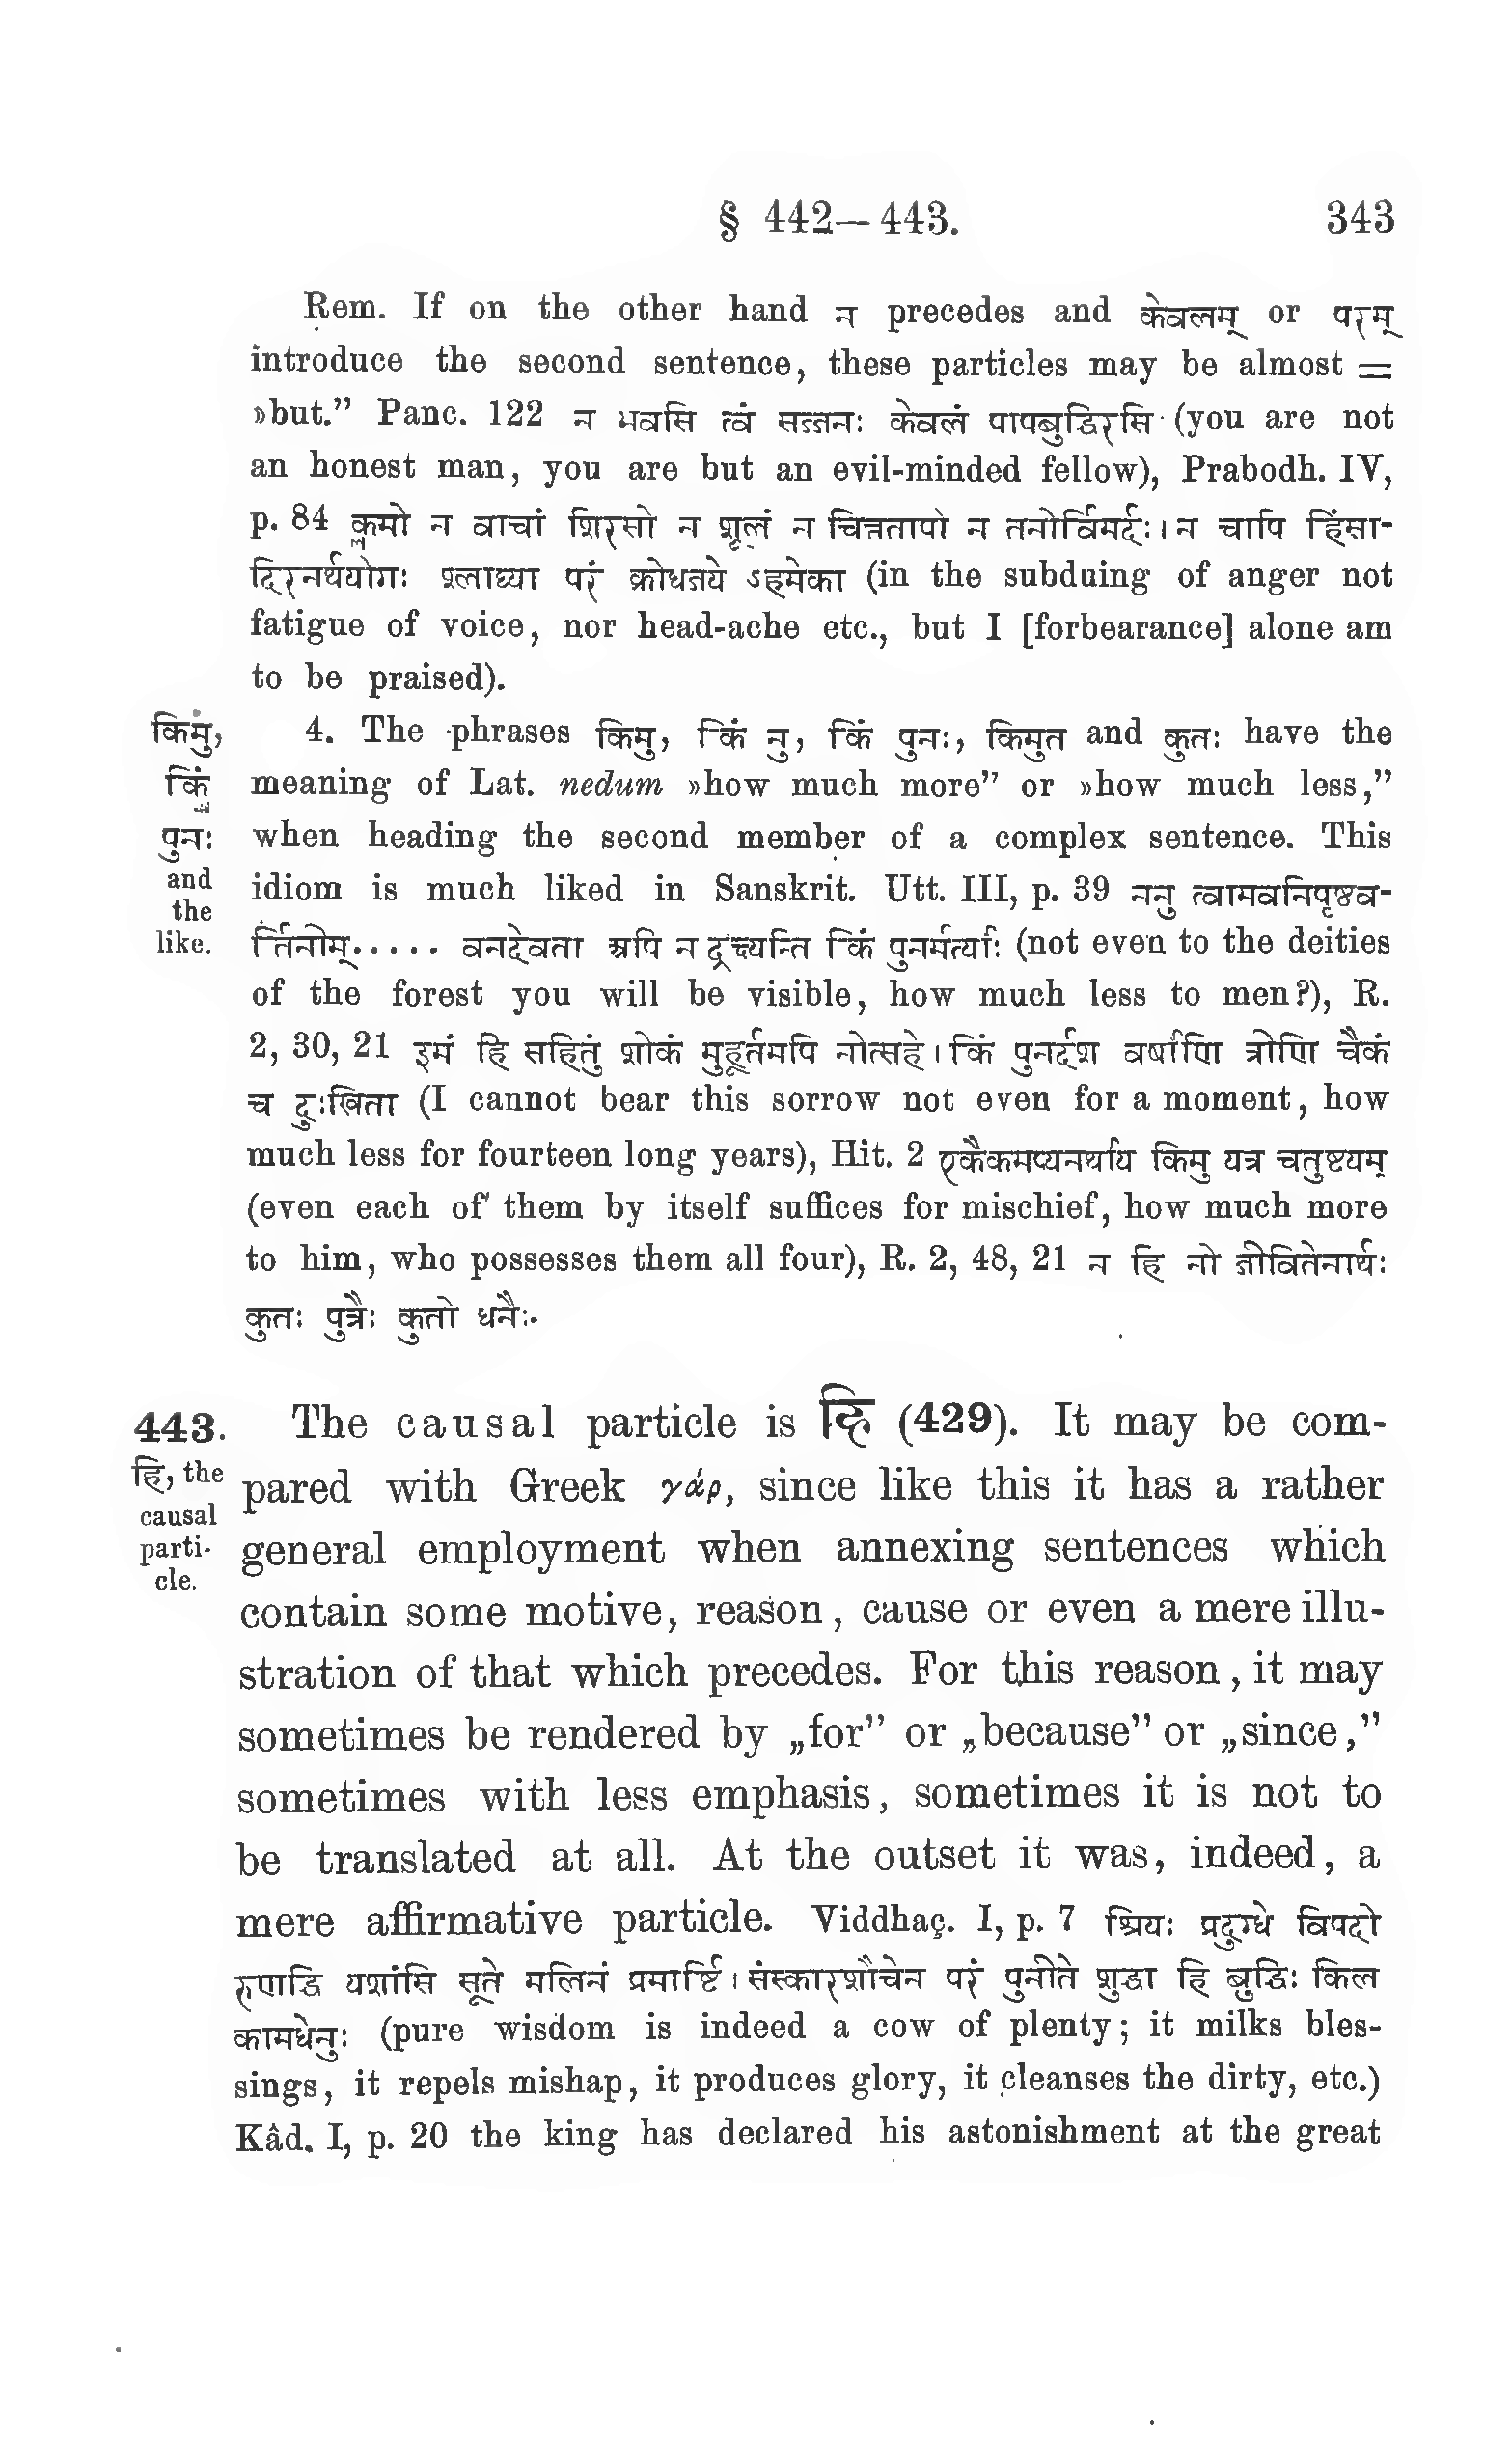 § 442–443. 343
Rem. If on the other hand न precedes and केवलम् or परम्
introduce the second sentence, these particles may be almost =
»but.” Panc. 122 न भवसि त्वं सज्जनः केवलं पापबुद्धिरसि (you are not
an honest man, you are but an evil-minded fellow), Prabodh. IV,
p. 84 क्लमो न वाचां शिरसो न शूलं न चित्ततापो न तनोर्विमर्दः । न चापि हिंसा-
दिरनर्थयोगः श्लाघ्या परं क्रोधजये ऽहमेका (in the subduing of anger not
fatigue of voice, nor head-ache etc., but I [forbearance] alone am
to be praised).
किमु,
किं
पुनः
and
the
like.
4. The phrases किमु, किं नु, किं पुनः, किमुत and कुतः have the
meaning of Lat. nedum »how much more” or »how much less,”
when heading the second member of a complex sentence. This
idiom is much liked in Sanskrit. Utt. III, p. 39 ननु त्वामवनिपृष्ठव-
र्तिनीम्..... वनदेवता अपि न द्रक्ष्यन्ति किं पुनर्मर्त्याः (not even to the deities
of the forest you will be visible, how much less to men?), R.
2, 30, 21 इमं हि सहितुं शोकं मुहूर्तमपि नोत्सहे । किं पुनर्दश वर्षाणि त्रीणि चैकं
च दुःखिता (I cannot bear this sorrow not even for a moment, how
much less for fourteen long years), Hit. 2 एकैकमप्यनर्थाय किमु यत्र चतुष्टयम्
(even each of them by itself suffices for mischief, how much more
to him, who possesses them all four), R. 2, 48, 21 न हि नो जीवितेनार्थः
कुतः पुत्रैः कुतो धनैः.
443.
हि, the
causal
parti-
cle.
The causal particle is हि (429). It may be com-
pared with Greek γάρ, since like this it has a rather
general employment when annexing sentences which
contain some motive, reason, cause or even a mere illu-
stration of that which precedes. For this reason, it may
sometimes be rendered by „for” or „because” or „since,”
sometimes with less emphasis, sometimes it is not to
be translated at all. At the outset it was, indeed, a
mere affirmative particle. Viddhaç. I, p. 7 श्रियः प्रदुग्धे विपदो
रुणद्धि यशांसि सूते मलिनं प्रमार्ष्टि । संस्कारशौचेन परं पुनीते शुद्धा हि बुद्धिः किल
कामधेनुः (pure wisdom is indeed a cow of plenty; it milks bles-
sings, it repels mishap, it produces glory, it cleanses the dirty, etc.)
Kâd. I, p. 20 the king has declared his astonishment at the great